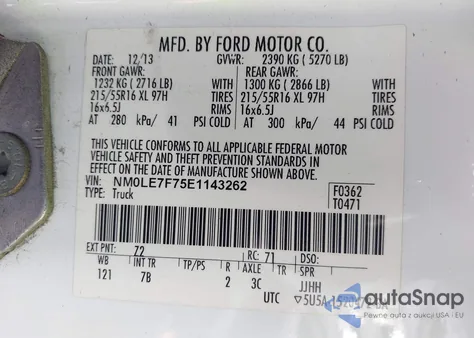 MFD. BY FORD MOTOR CO.
DATE: 12/13 GVWR: 2390 KG ( 5270 LB)
FRONT GAWR: REAR GAWR:
1232 KG ( 2716 LB) WITH 1300 KG ( 2866 LB) WITH
215/55R16 XL 97H TIRES 215/55R16 XL 97H TIRES
16x6.5J RIMS 16x6.5J RIMS
AT 280 kPa/ 41 PSI COLD AT 300 kPa/ 44 PSI COLD
THIS VEHICLE CONFORMS TO ALL APPLICABLE FEDERAL MOTOR
VEHICLE SAFETY AND THEFT PREVENTION STANDARDS IN
EFFECT ON THE DATE OF MANUFACTURE SHOWN ABOVE.
VIN: NM0LE7F75E1143262 F0362
TYPE: Truck T0471
EXT PNT: 72 RC: 71 DSO:
WB INT TR TP/PS R AXLE TR SPR
121 7B 2 3C JJHH
UTC
autoSnap
Pewne auta z aukcji USA